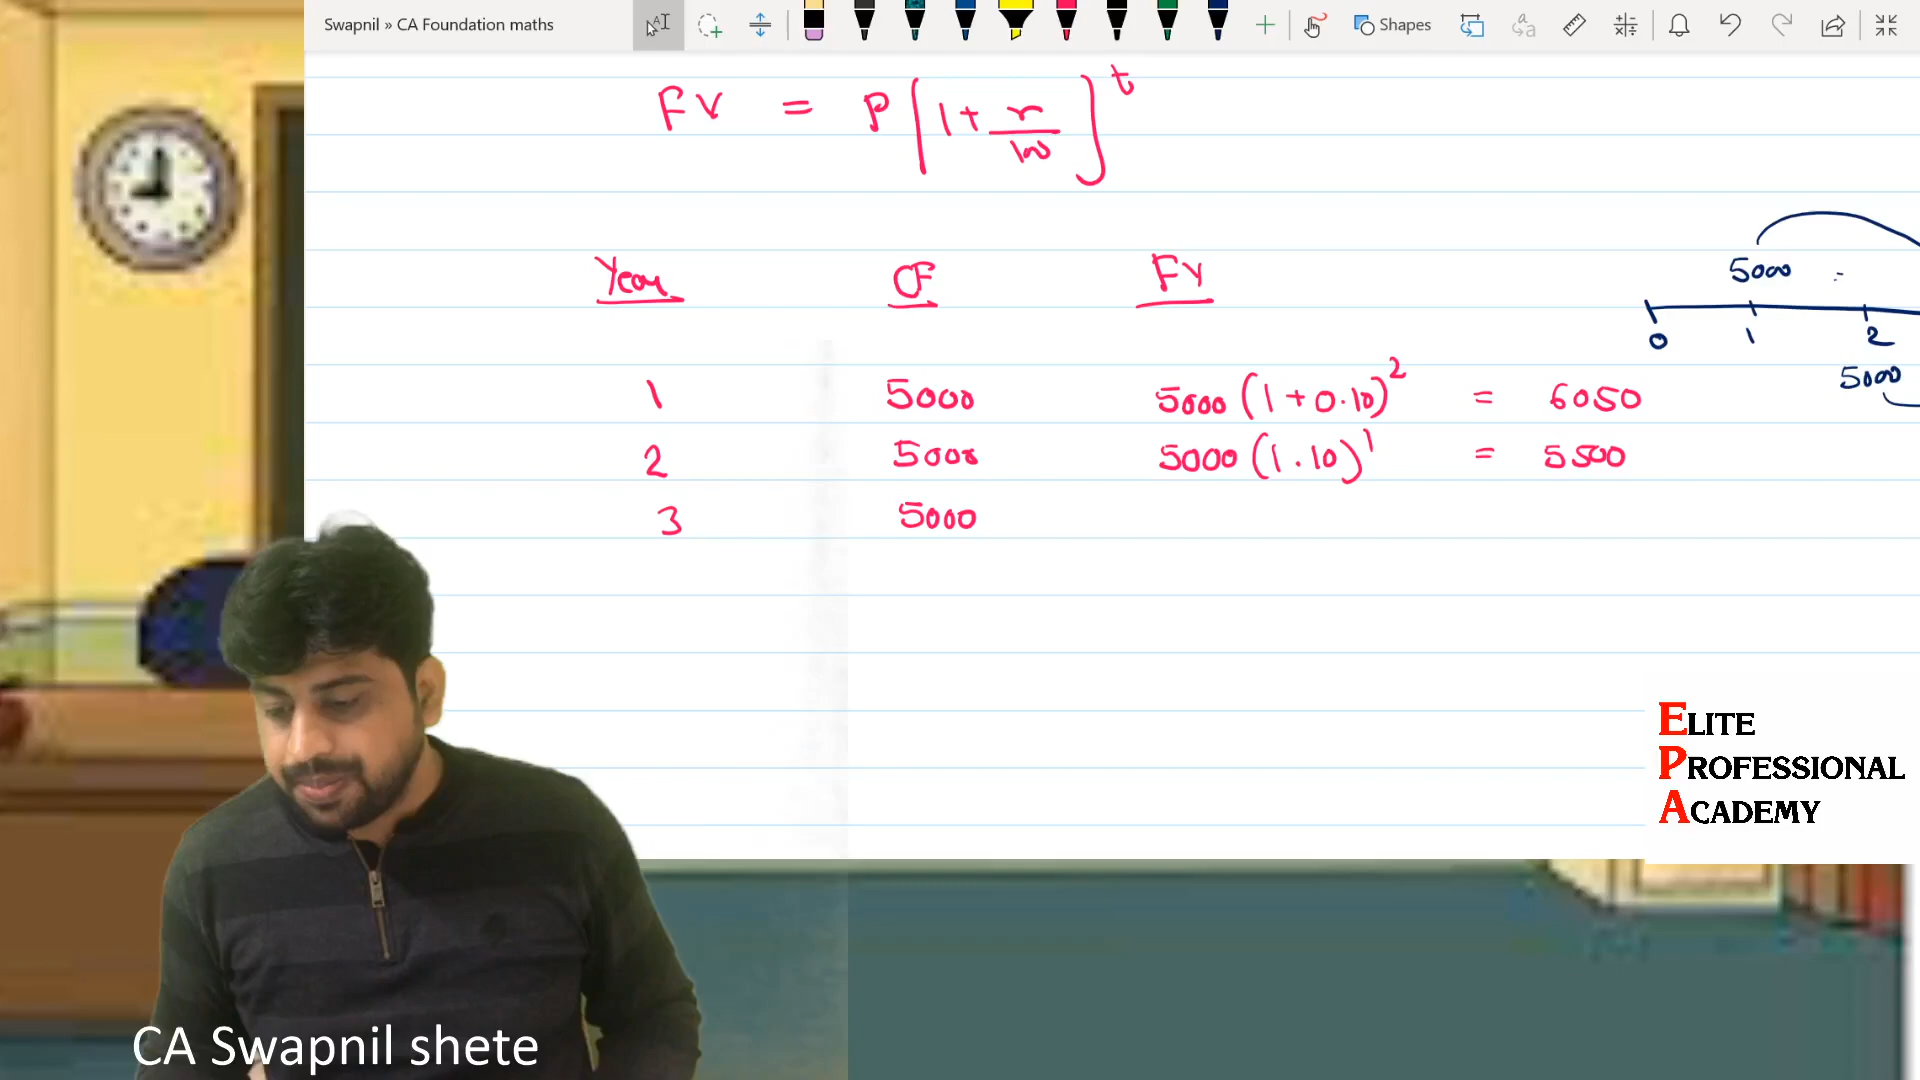 Swapnil » CA Foundation maths
Shapes
FV = P [1 + r/100]^t
Year CF FV
1 5000 5000 (1 + 0.10)^2 = 6050
2 5000 5000 (1.10)^1 = 5500
3 5000
5000
0 1 2
5000
ELITE
PROFESSIONAL
ACADEMY
CA Swapnil shete